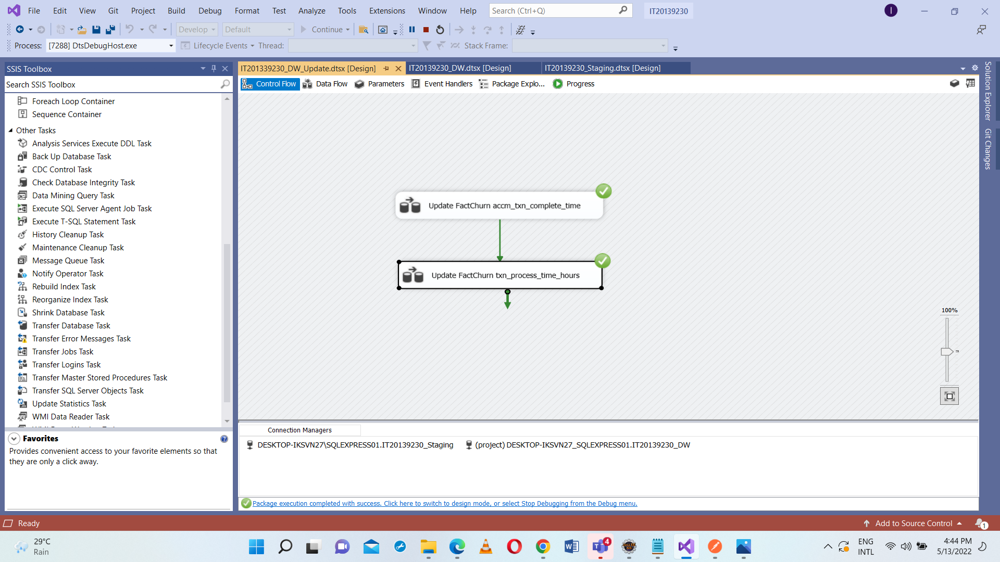 File Edit View Git Project Build Debug Format Test Analyze Tools Extensions Window Help Search (Ctrl+Q) IT20139230 I
Develop Default Continue
Process: [7288] DtsDebugHost.exe Lifecycle Events Thread: Stack Frame:
SSIS Toolbox
Search SSIS Toolbox
Foreach Loop Container
Sequence Container
Other Tasks
Analysis Services Execute DDL Task
Back Up Database Task
CDC Control Task
Check Database Integrity Task
Data Mining Query Task
Execute SQL Server Agent Job Task
Execute T-SQL Statement Task
History Cleanup Task
Maintenance Cleanup Task
Message Queue Task
Notify Operator Task
Rebuild Index Task
Reorganize Index Task
Shrink Database Task
Transfer Database Task
Transfer Error Messages Task
Transfer Jobs Task
Transfer Logins Task
Transfer Master Stored Procedures Task
Transfer SQL Server Objects Task
Update Statistics Task
WMI Data Reader Task
Favorites
Provides convenient access to your favorite elements so that
they are only a click away.
IT201339230_DW_Update.dtsx [Design] IT20139230_DW.dtsx [Design] IT20139230_Staging.dtsx [Design]
Control Flow Data Flow Parameters Event Handlers Package Explo... Progress
Update FactChurn accm_txn_complete_time
Update FactChurn txn_process_time_hours
100%
Connection Managers
DESKTOP-IKSVN27\SQLEXPRESS01.IT20139230_Staging (project) DESKTOP-IKSVN27_SQLEXPRESS01.IT20139230_DW
Package execution completed with success. Click here to switch to design mode, or select Stop Debugging from the Debug menu.
Solution Explorer
Git Changes
Ready Add to Source Control 1
29°C
Rain
4
ENG
INTL
4:44 PM
5/13/2022